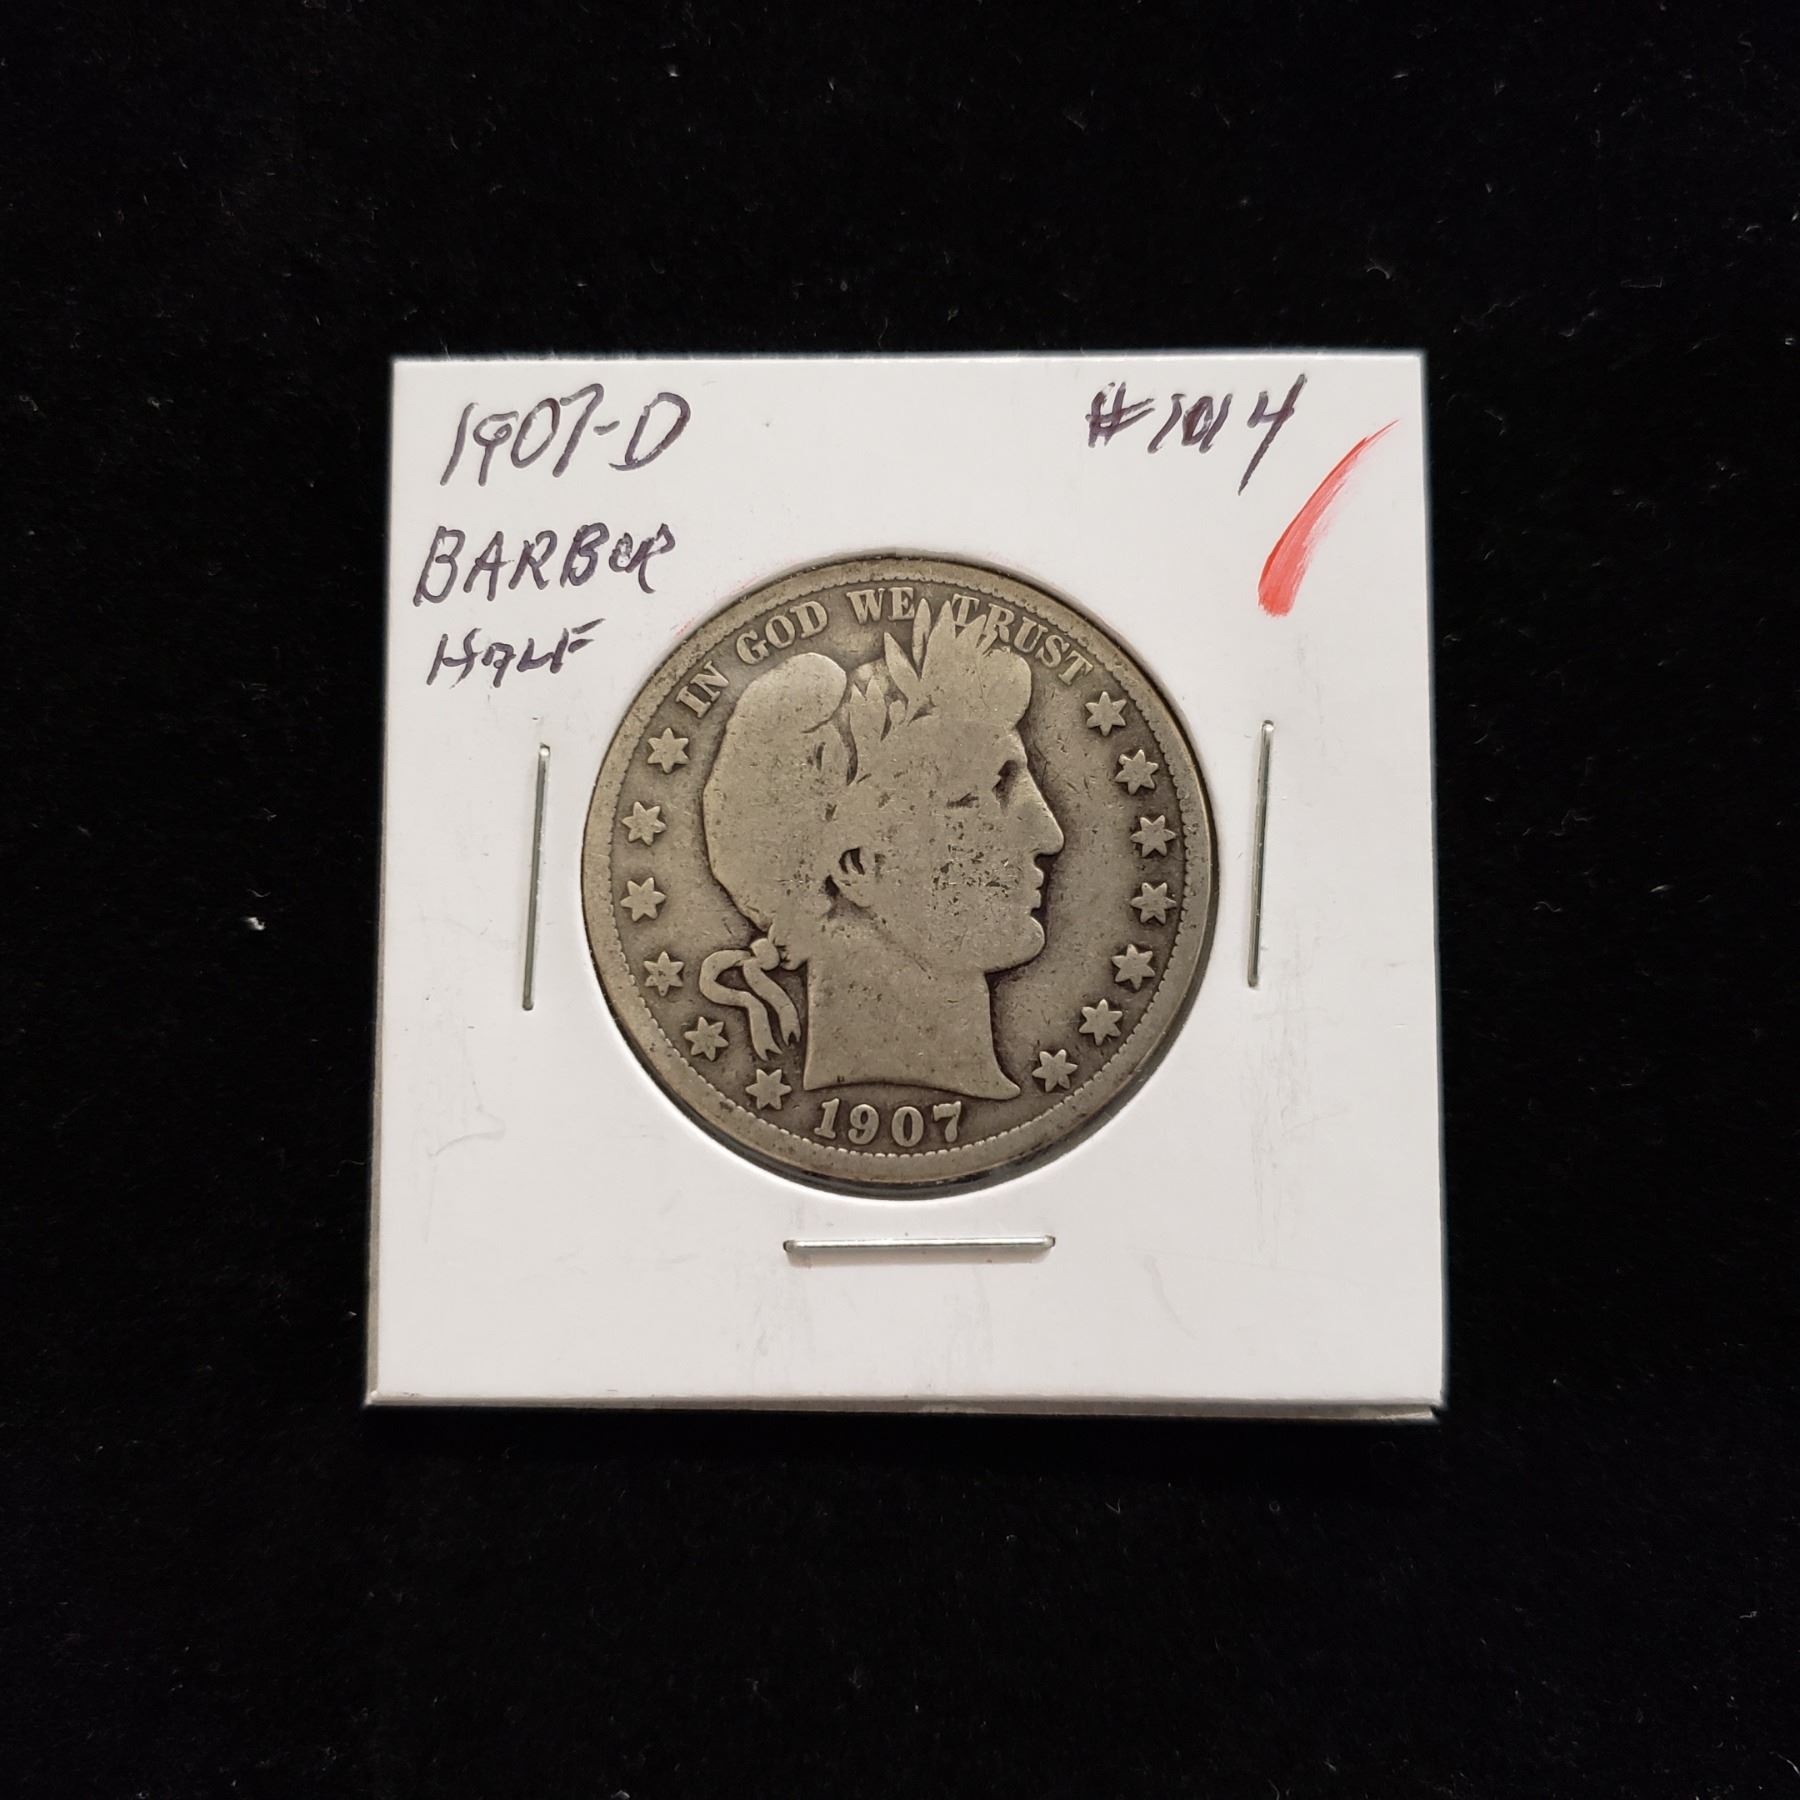 1907-D
#1014
BARBER
HALF
IN GOD WE TRUST
1907